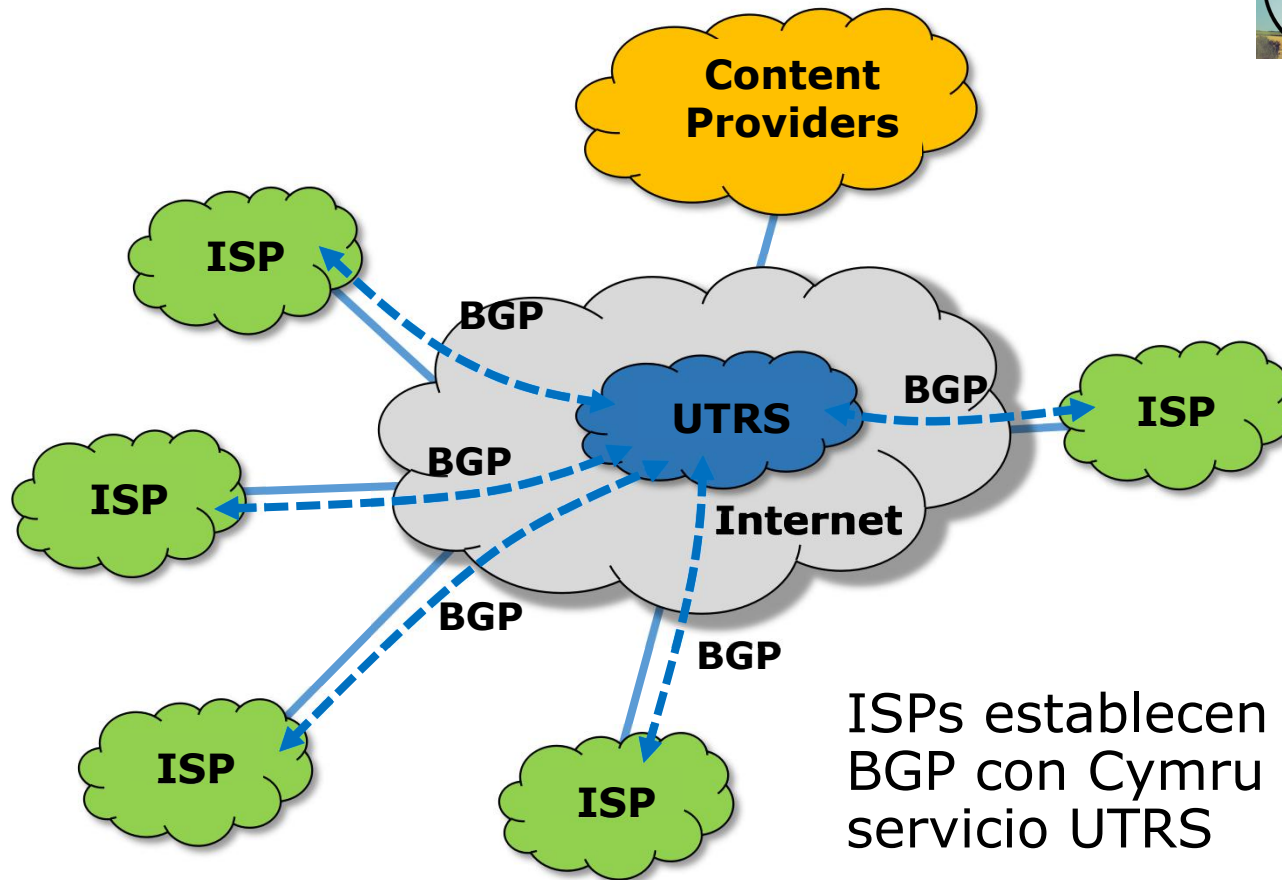 Content
Providers
ISP
BGP
BGP
ISP
UTRS
BGP
ISP
Internet
BGP
BGP
ISP
ISP
ISPs establecen
BGP con Cymru
servicio UTRS